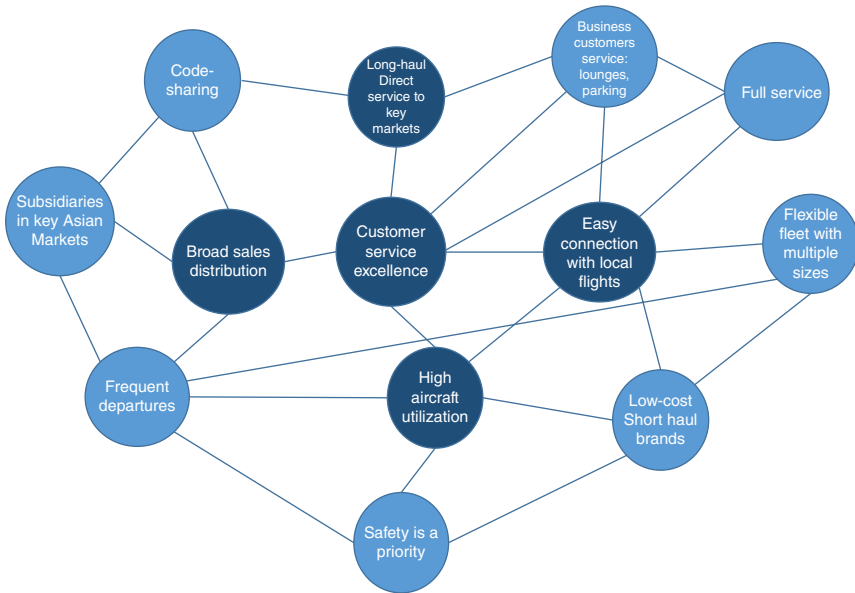 Code-
sharing
Long-haul
Direct
service to
key
markets
Business
customers
service:
lounges,
parking
Full service
Subsidiaries
in key Asian
Markets
Broad sales
distribution
Customer
service
excellence
Easy
connection
with local
flights
Flexible
fleet with
multiple
sizes
Frequent
departures
High
aircraft
utilization
Low-cost
Short haul
brands
Safety is a
priority